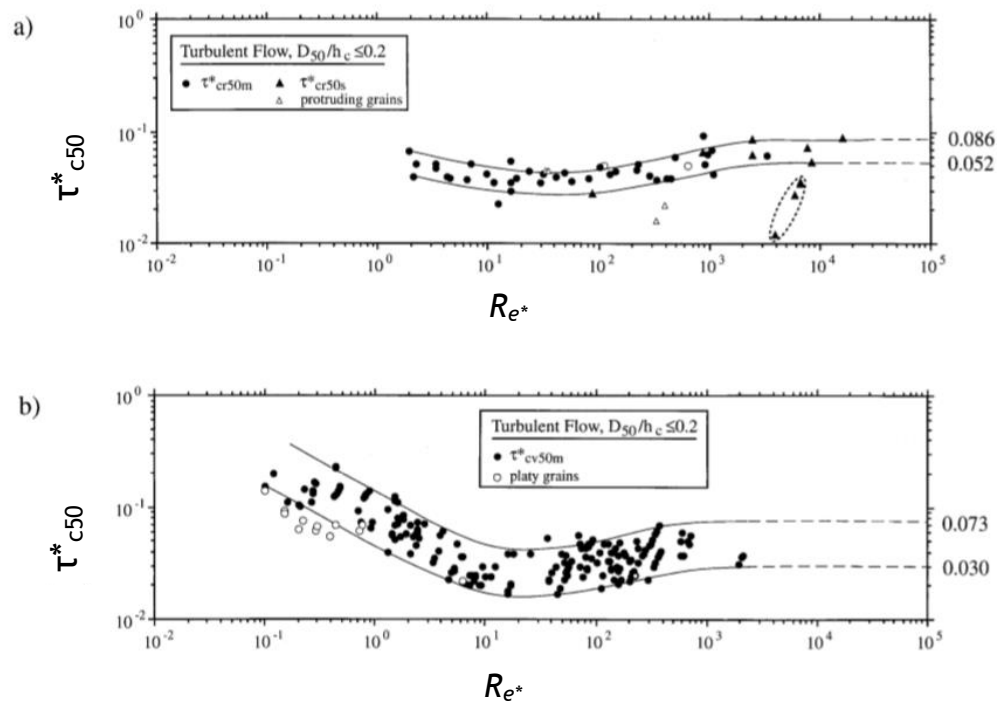 a)
10^0
Turbulent Flow, D50/hc ≤0.2
● τ*cr50m ▲ τ*cr50s
△ protruding grains
10^-1
τ*c50
0.086
0.052
10^-2
10^-2 10^-1 10^0 10^1 10^2 10^3 10^4 10^5
Re*
b)
10^0
Turbulent Flow, D50/hc ≤0.2
● τ*cv50m
○ platy grains
10^-1
τ*c50
0.073
0.030
10^-2
10^-2 10^-1 10^0 10^1 10^2 10^3 10^4 10^5
Re*